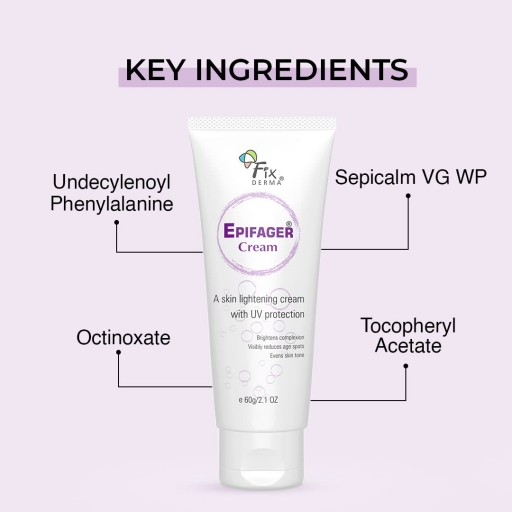 KEY INGREDIENTS
Fix
DERMA®
Undecylenoyl
Phenylalanine
Sepicalm VG WP
EPIFAGER®
Cream
A skin lightening cream
with UV protection
Brightens complexion
Visibly reduces age spots
Evens skin tone
Octinoxate
Tocopheryl
Acetate
e 60g/2.1 OZ